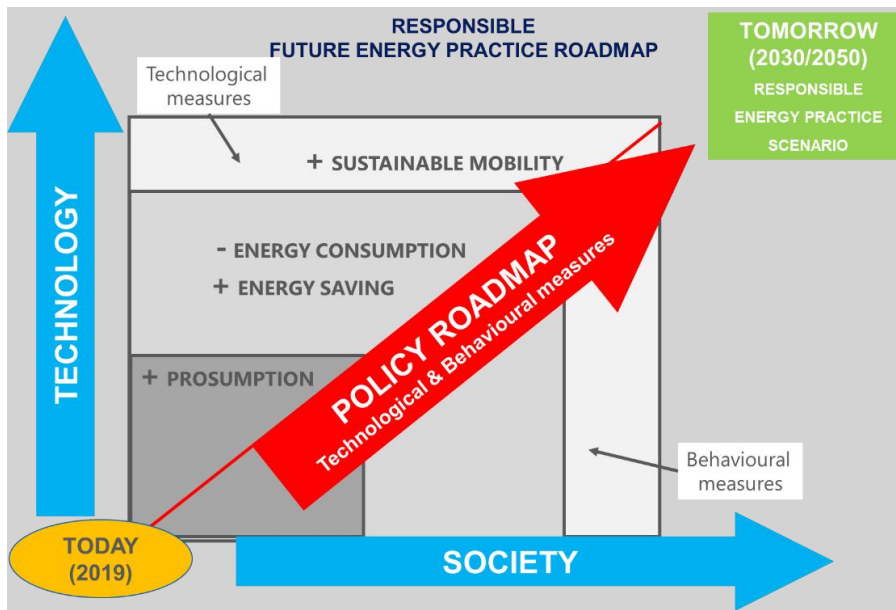 RESPONSIBLE
FUTURE ENERGY PRACTICE ROADMAP
TOMORROW
(2030/2050)
RESPONSIBLE
ENERGY PRACTICE
SCENARIO
Technological
measures
+ SUSTAINABLE MOBILITY
- ENERGY CONSUMPTION
+ ENERGY SAVING
+ PROSUMPTION
POLICY ROADMAP
Technological & Behavioural measures
TECHNOLOGY
Behavioural
measures
TODAY
(2019)
SOCIETY